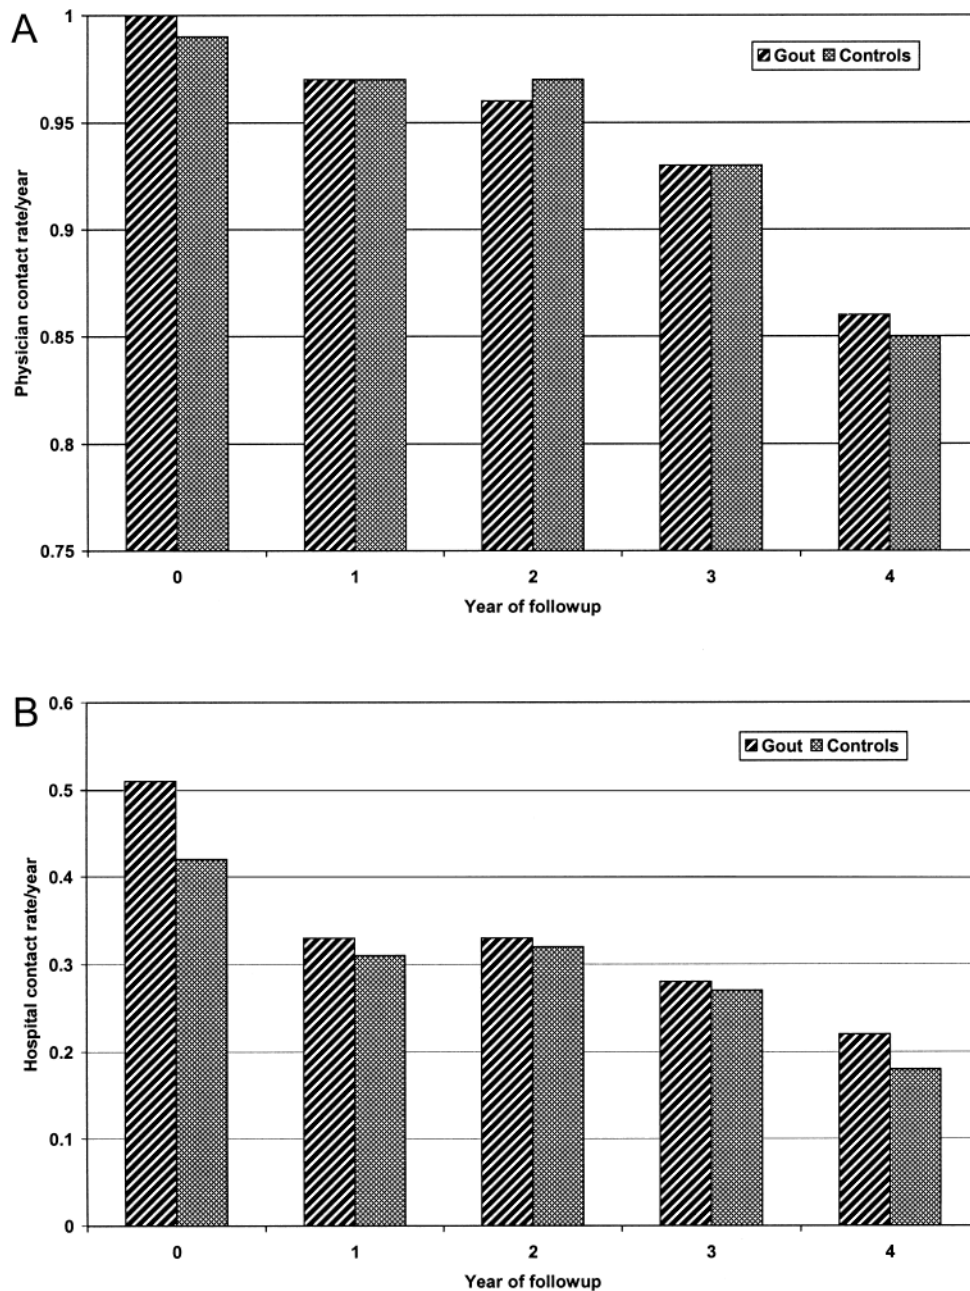 A
1
Gout Controls
0.95
0.9
0.85
0.8
0.75
Physician contact rate/year
0 1 2 3 4
Year of followup
B
0.6
Gout Controls
0.5
0.4
0.3
0.2
0.1
0
Hospital contact rate/year
0 1 2 3 4
Year of followup